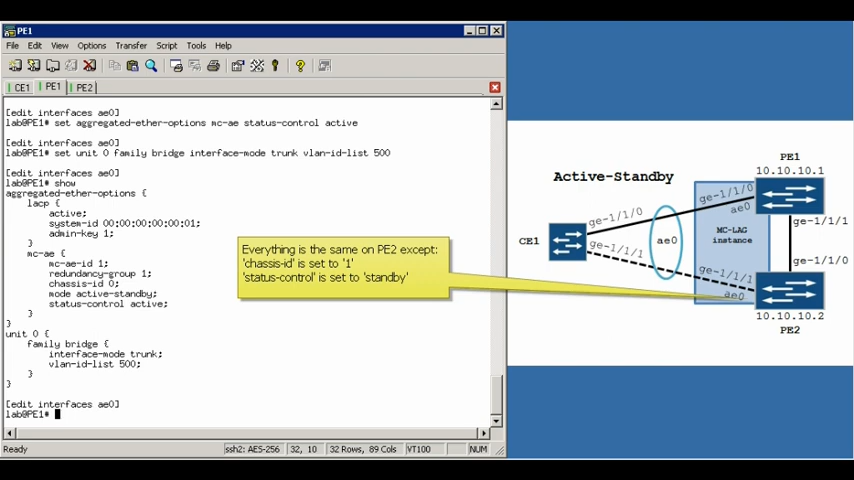 PE1
File Edit View Options Transfer Script Tools Help
CE1 PE1 PE2
[edit interfaces ae0]
lab@PE1# set aggregated-ether-options mc-ae status-control active
[edit interfaces ae0]
lab@PE1# set unit 0 family bridge interface-mode trunk vlan-id-list 500
[edit interfaces ae0]
lab@PE1# show
aggregated-ether-options {
lacp {
active;
system-id 00:00:00:00:00:01;
admin-key 1;
}
mc-ae {
mc-ae-id 1;
redundancy-group 1;
chassis-id 0;
mode active-standby;
status-control active;
}
}
unit 0 {
family bridge {
interface-mode trunk;
vlan-id-list 500;
}
}
[edit interfaces ae0]
lab@PE1#
Ready ssh2: AES-256 32, 10 32 Rows, 89 Cols VT100 NUM
Everything is the same on PE2 except:
'chassis-id' is set to '1'
'status-control' is set to 'standby'
Active-Standby
PE1
10.10.10.1
ge-1/1/0
ae0
ge-1/1/0
ge-1/1/1
CE1
ae0
MC-LAG
instance
ge-1/1/1
ge-1/1/0
ge-1/1/1
ae0
10.10.10.2
PE2